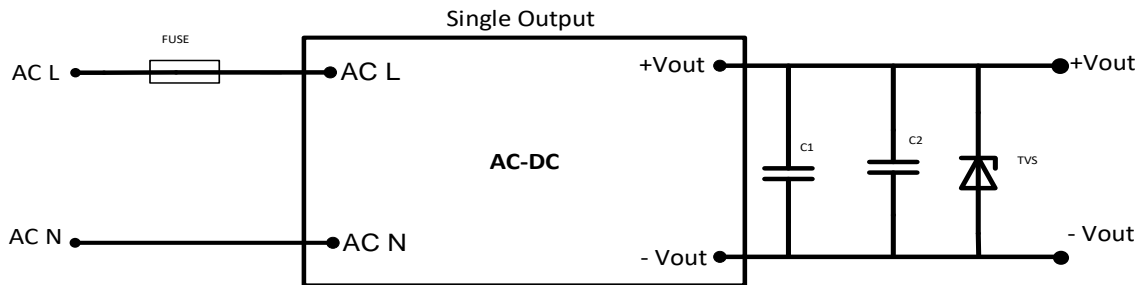 Single Output
FUSE
AC L
AC L
+Vout
+Vout
C1
C2
TVS
AC-DC
AC N
AC N
- Vout
- Vout